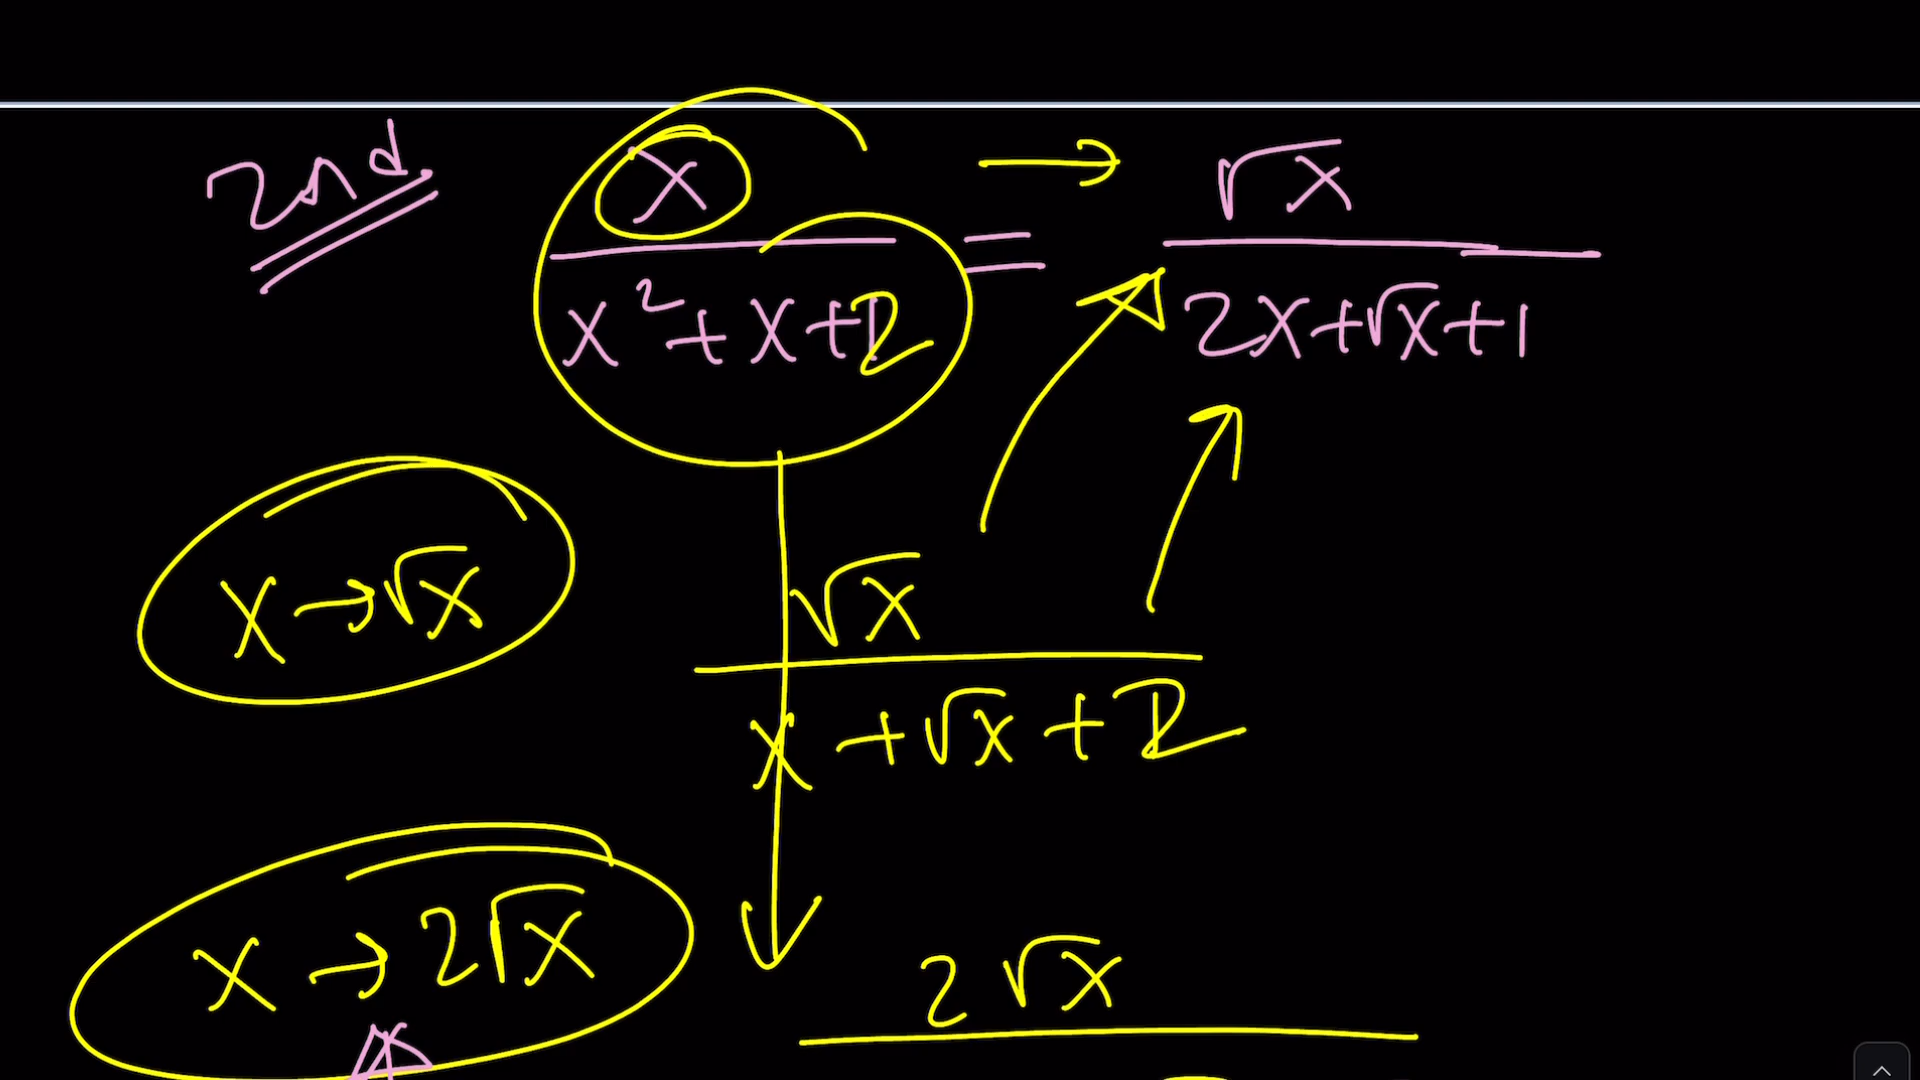 2nd. x/(x²+x+2) = → √x/(2x+√x+1)
x→√x
√x/(x+√x+2)
x→2√x
2√x